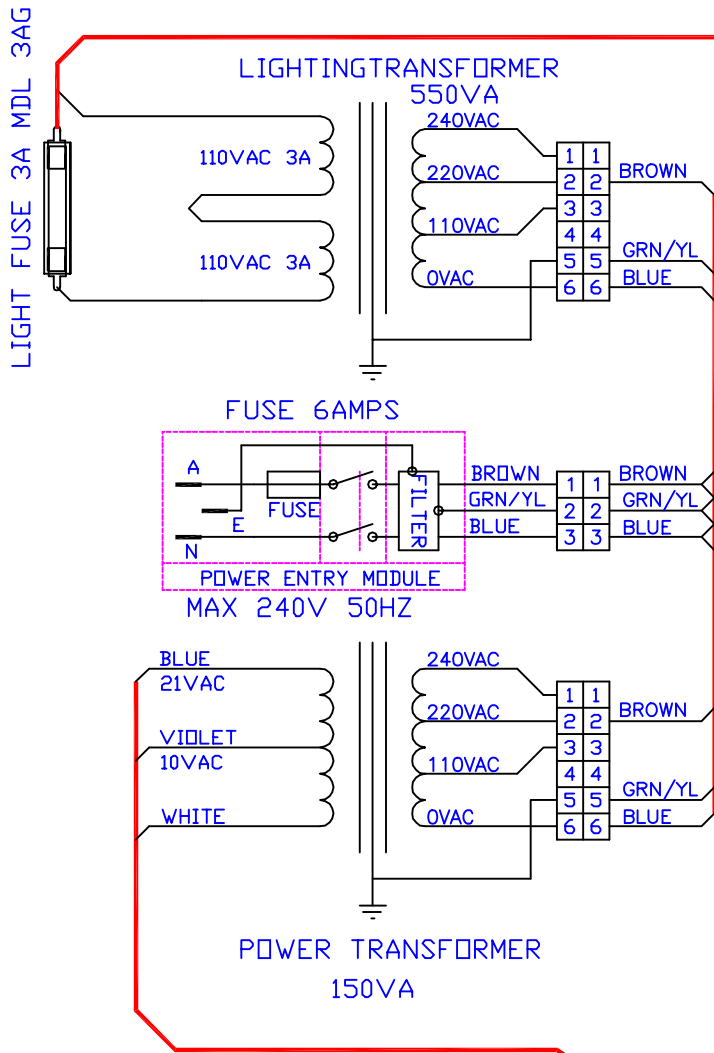 LIGHT FUSE 3A MDL 3AG
LIGHTINGTRANSFORMER
550VA
240VAC
110VAC 3A
1 1
220VAC
2 2
BROWN
3 3
110VAC
4 4
110VAC 3A
5 5
GRN/YL
0VAC
6 6
BLUE
FUSE 6AMPS
A
FUSE
E
N
FILTER
BROWN
1 1
BROWN
GRN/YL
2 2
GRN/YL
BLUE
3 3
BLUE
POWER ENTRY MODULE
MAX 240V 50HZ
BLUE
21VAC
VIOLET
10VAC
WHITE
240VAC
1 1
220VAC
2 2
BROWN
3 3
110VAC
4 4
5 5
GRN/YL
0VAC
6 6
BLUE
POWER TRANSFORMER
150VA